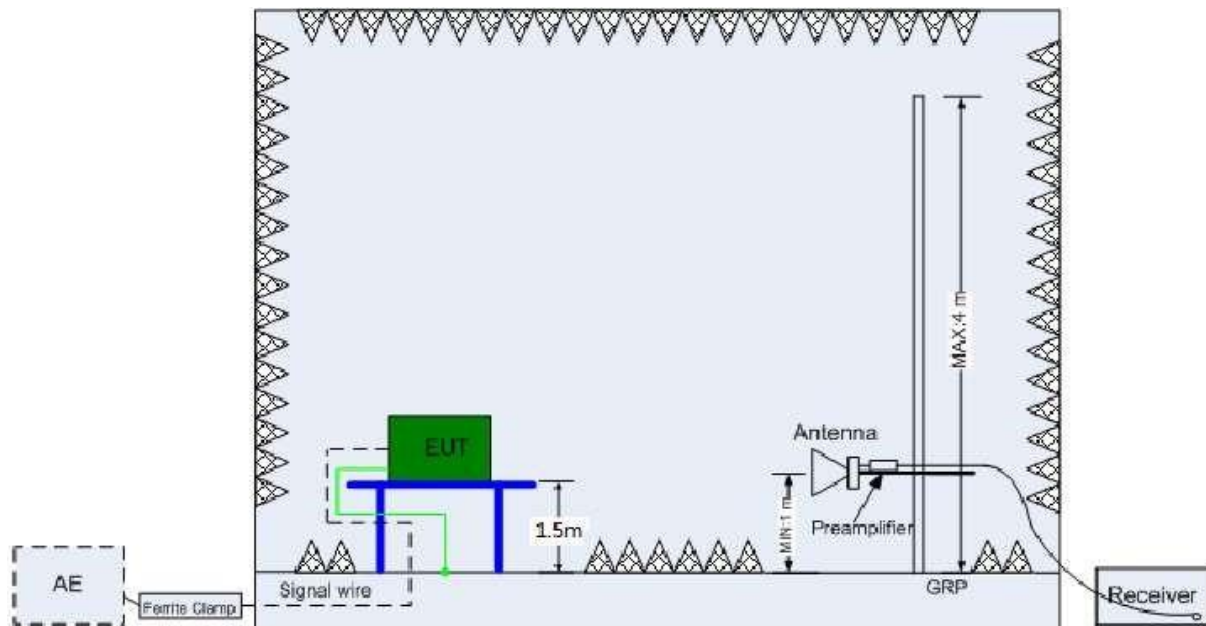 MAX:4 m
Antenna
EUT
MIN:1 m
1.5m
Preamplifier
AE
Ferrite Clamp
Signal wire
GRP
Receiver